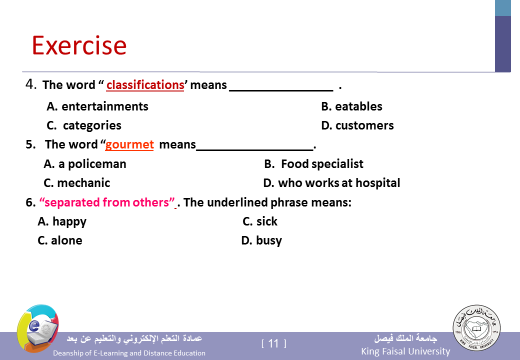 Exercise
4. The word “ classifications’ means ________________ .
A. entertainments B. eatables
C. categories D. customers
5. The word “gourmet means__________________.
A. a policeman B. Food specialist
C. mechanic D. who works at hospital
6. “separated from others” . The underlined phrase means:
A. happy C. sick
C. alone D. busy
عمادة التعلم الإلكتروني والتعليم عن بعد
Deanship of E-Learning and Distance Education
[ 11 ]
جامعة الملك فيصل
King Faisal University